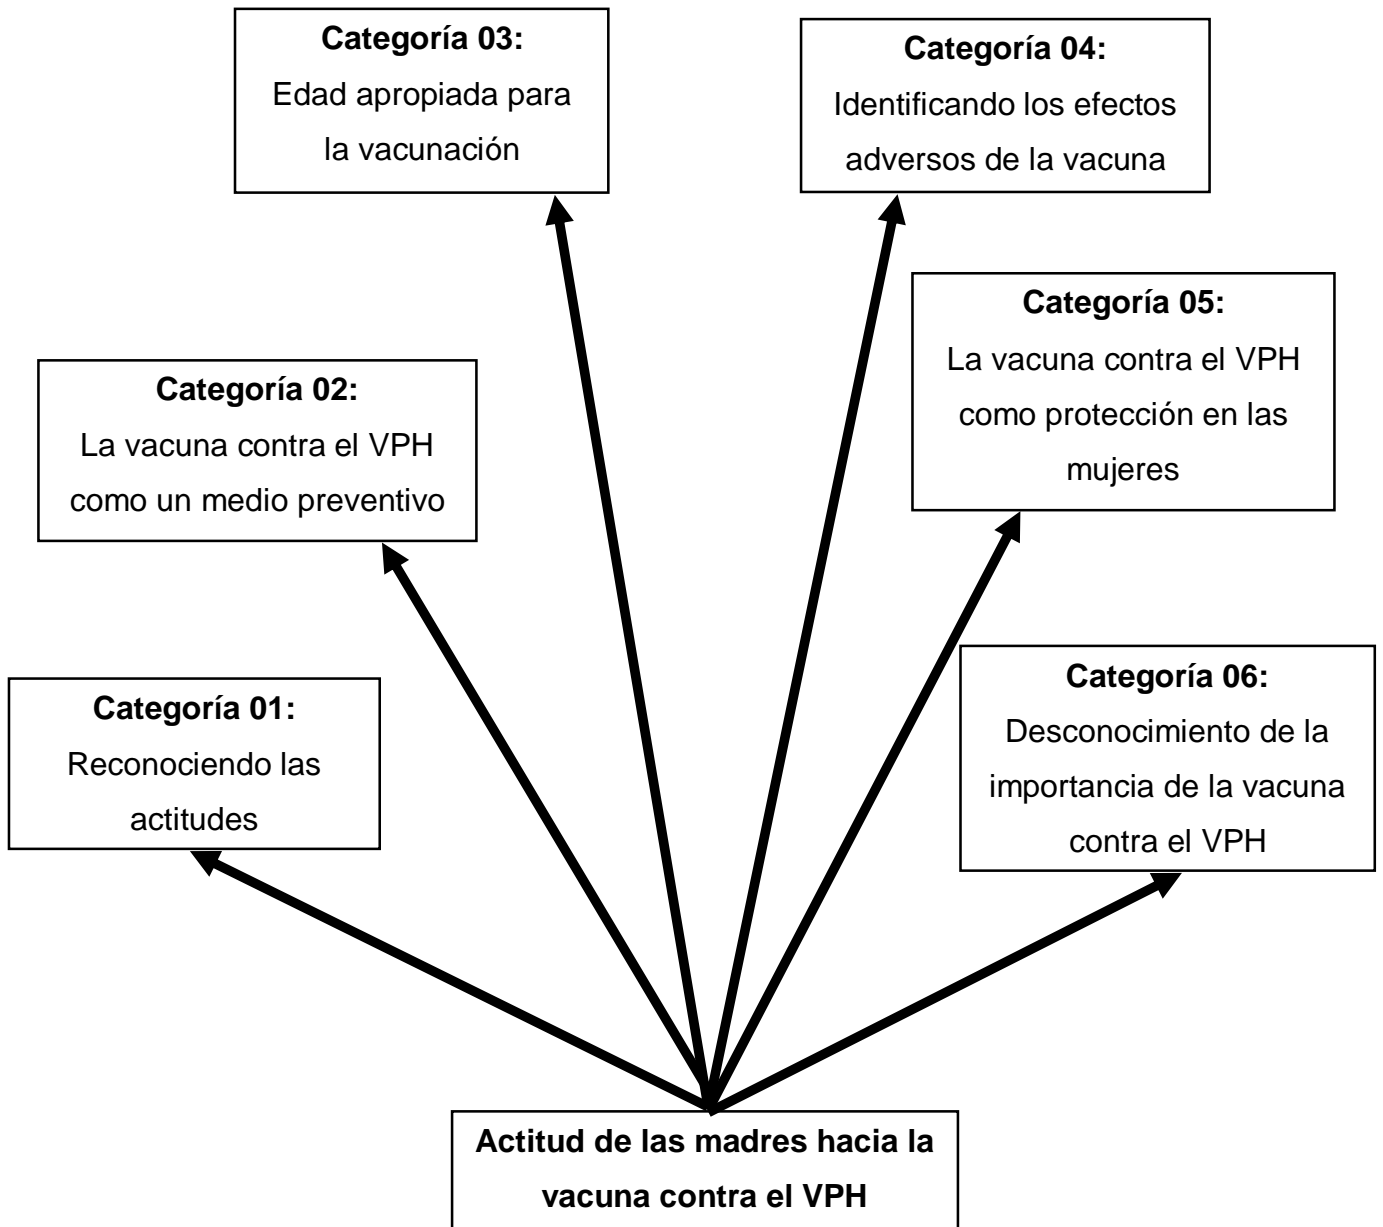 Categoría 03:
Edad apropiada para
la vacunación
Categoría 04:
Identificando los efectos
adversos de la vacuna
Categoría 05:
La vacuna contra el VPH
como protección en las
mujeres
Categoría 02:
La vacuna contra el VPH
como un medio preventivo
Categoría 06:
Desconocimiento de la
importancia de la vacuna
contra el VPH
Categoría 01:
Reconociendo las
actitudes
Actitud de las madres hacia la
vacuna contra el VPH